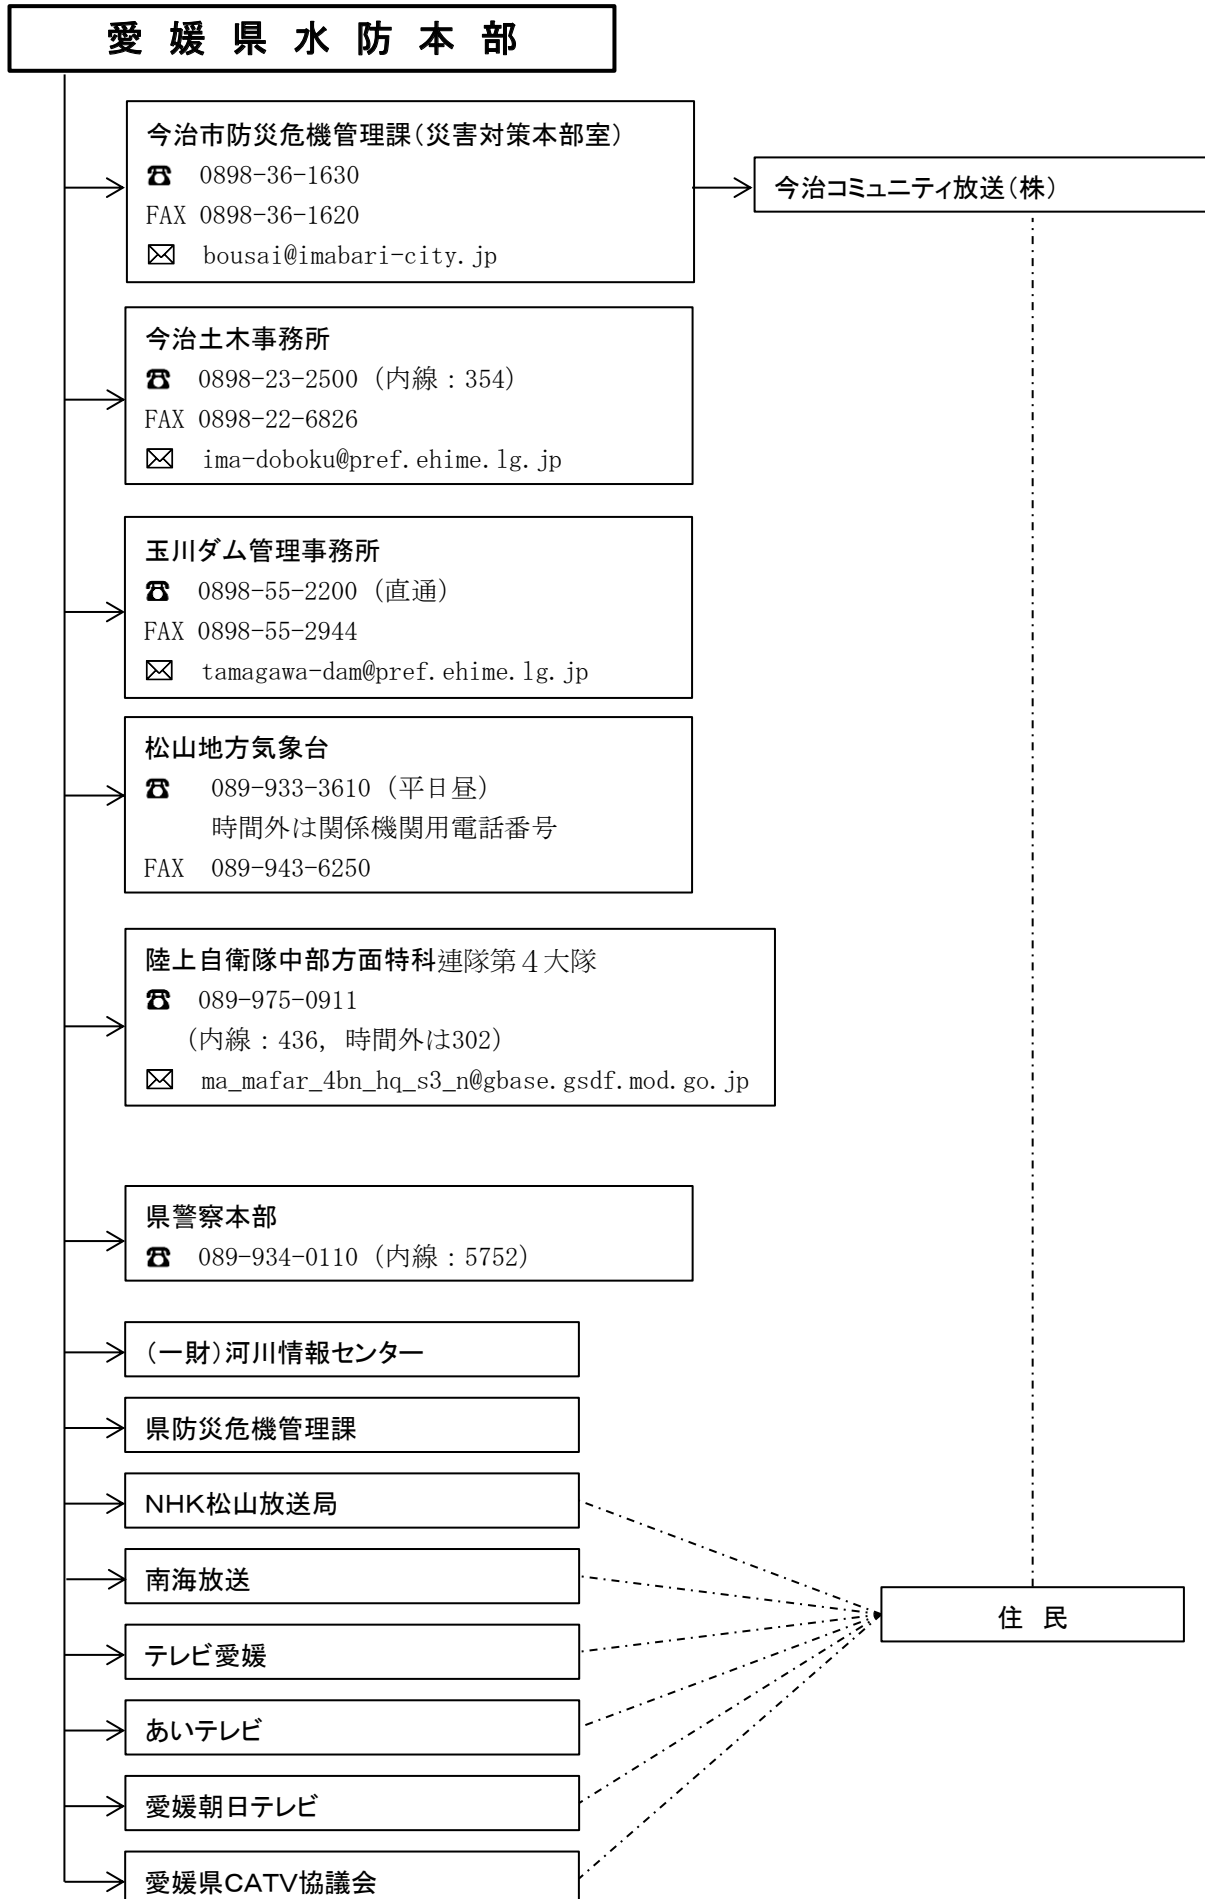 愛媛県水防本部
今治市防災危機管理課（災害対策本部室）
☎ 0898-36-1630
FAX 0898-36-1620
✉ bousai@imabari-city.jp
今治コミュニティ放送（株）
今治土木事務所
☎ 0898-23-2500（内線：354）
FAX 0898-22-6826
✉ ima-doboku@pref.ehime.lg.jp
玉川ダム管理事務所
☎ 0898-55-2200（直通）
FAX 0898-55-2944
✉ tamagawa-dam@pref.ehime.lg.jp
松山地方気象台
☎ 089-933-3610（平日昼）
時間外は関係機関用電話番号
FAX 089-943-6250
陸上自衛隊中部方面特科連隊第４大隊
☎ 089-975-0911
（内線：436，時間外は302）
✉ ma_mafar_4bn_hq_s3_n@gbase.gsdf.mod.go.jp
県警察本部
☎ 089-934-0110（内線：5752）
（一財）河川情報センター
県防災危機管理課
NHK松山放送局
南海放送
住民
テレビ愛媛
あいテレビ
愛媛朝日テレビ
愛媛県CATV協議会